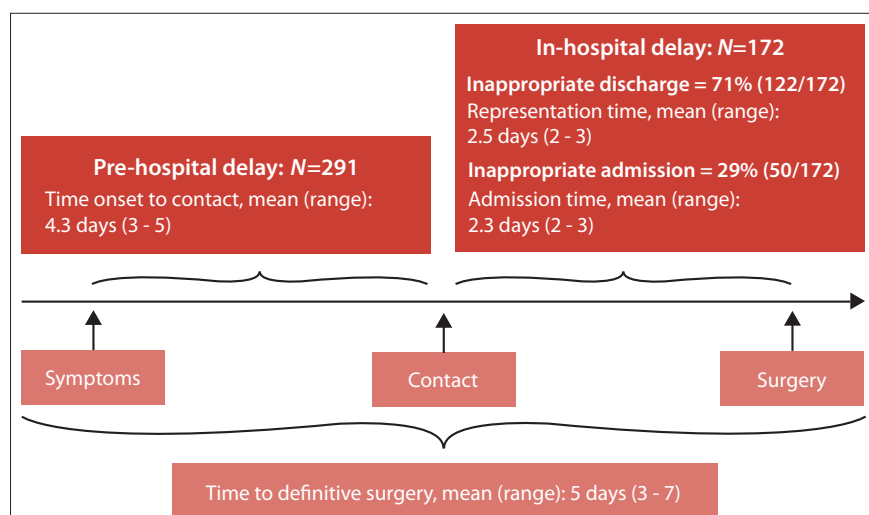 Pre-hospital delay: N=291
Time onset to contact, mean (range):
4.3 days (3 - 5)
In-hospital delay: N=172
Inappropriate discharge = 71% (122/172)
Representation time, mean (range):
2.5 days (2 - 3)
Inappropriate admission = 29% (50/172)
Admission time, mean (range):
2.3 days (2 - 3)
Symptoms
Contact
Surgery
Time to definitive surgery, mean (range): 5 days (3 - 7)